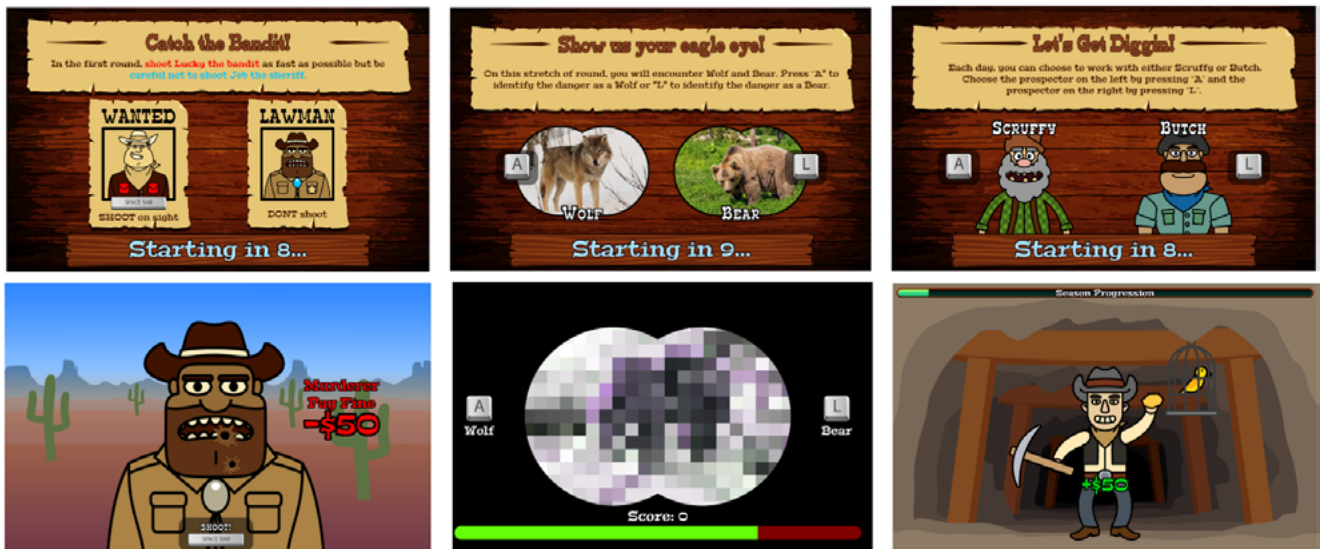 Catch the Bandit!
In the first round, shoot Lucky the bandit as fast as possible but be
careful not to shoot Jeb the sheriff.
WANTED
LAWMAN
SPACE BAR
SHOOT on sight
DONT shoot
Starting in 8...
Show us your eagle eye!
On this stretch of round, you will encounter Wolf and Bear. Press "A" to
identify the danger as a Wolf or "L" to identify the danger as a Bear.
A
L
WOLF
BEAR
Starting in 9...
Let's Get Diggin!
Each day, you can choose to work with either Scruffy or Butch.
Choose the prospector on the left by pressing 'A' and the
prospector on the right by pressing 'L'.
SCRUFFY
BUTCH
A
L
Starting in 8...
Murderer
Pay Fine
-$50
SHOOT!
SPACE BAR
A
Wolf
L
Bear
Score: 0
Season Progression
+$50